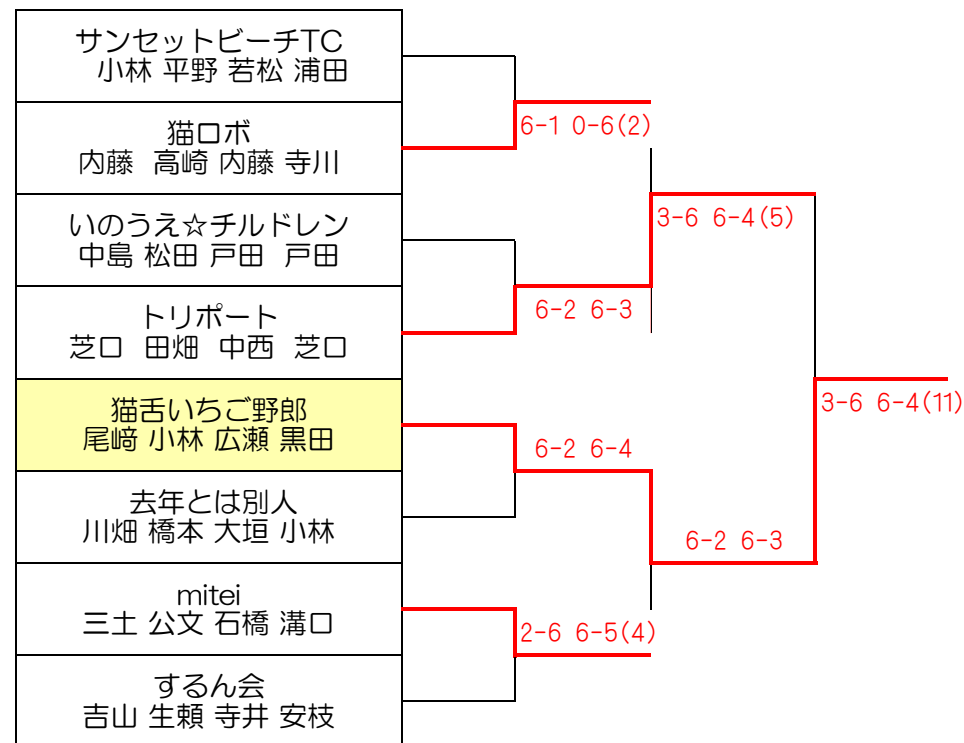 サンセットビーチTC
小林 平野 若松 浦田
猫ロボ
内藤 高崎 内藤 寺川
いのうえ☆チルドレン
中島 松田 戸田 戸田
トリポート
芝口 田畑 中西 芝口
猫舌いちご野郎
尾﨑 小林 広瀬 黒田
去年とは別人
川畑 橋本 大垣 小林
mitei
三土 公文 石橋 溝口
するん会
吉山 生頼 寺井 安枝
6-1 0-6(2)
6-2 6-3
6-2 6-4
2-6 6-5(4)
3-6 6-4(5)
6-2 6-3
3-6 6-4(11)